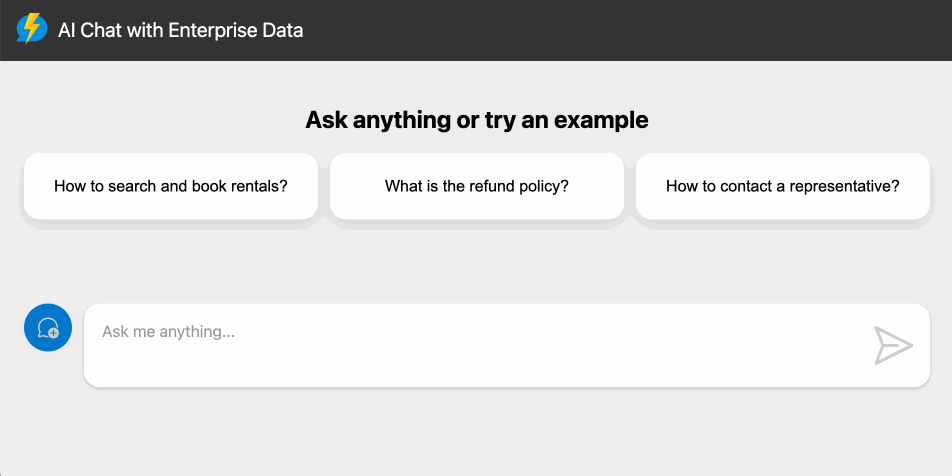 AI Chat with Enterprise Data
Ask anything or try an example
How to search and book rentals?
What is the refund policy?
How to contact a representative?
Ask me anything...